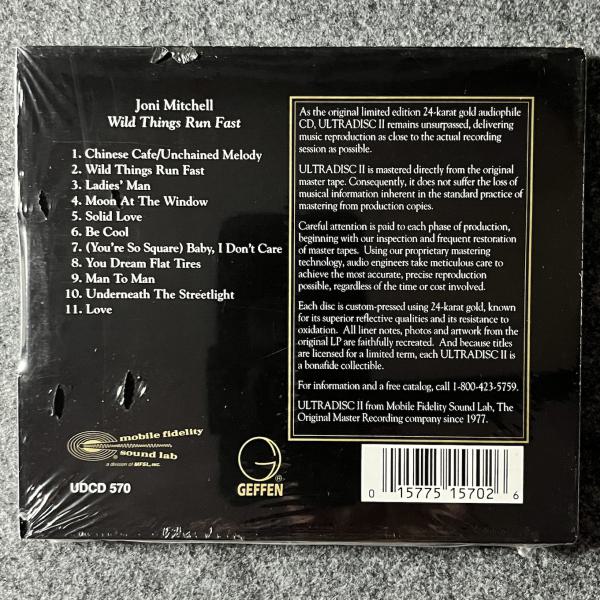 Joni Mitchell
Wild Things Run Fast
1. Chinese Cafe/Unchained Melody
2. Wild Things Run Fast
3. Ladies' Man
4. Moon At The Window
5. Solid Love
6. Be Cool
7. (You're So Square) Baby, I Don't Care
8. You Dream Flat Tires
9. Man To Man
10. Underneath The Streetlight
11. Love
As the original limited edition 24-karat gold audiophile
CD, ULTRADISC II remains unsurpassed, delivering
music reproduction as close to the actual recording
session as possible.
ULTRADISC II is mastered directly from the original
master tape. Consequently, it does not suffer the loss of
musical information inherent in the standard practice of
mastering from production copies.
Careful attention is paid to each phase of production,
beginning with our inspection and frequent restoration
of master tapes. Using our proprietary mastering
technology, audio engineers take meticulous care to
achieve the most accurate, precise reproduction
possible, regardless of the time or cost involved.
Each disc is custom-pressed using 24-karat gold, known
for its superior reflective qualities and its resistance to
oxidation. All liner notes, photos and artwork from the
original LP are faithfully recreated. And because titles
are licensed for a limited term, each ULTRADISC II is
a bonafide collectible.
For information and a free catalog, call 1-800-423-5759.
ULTRADISC II from Mobile Fidelity Sound Lab, The
Original Master Recording company since 1977.
mobile fidelity
sound lab
a division of MFSL, INC.
UDCD 570
G ®
GEFFEN
0 15775 15702 6